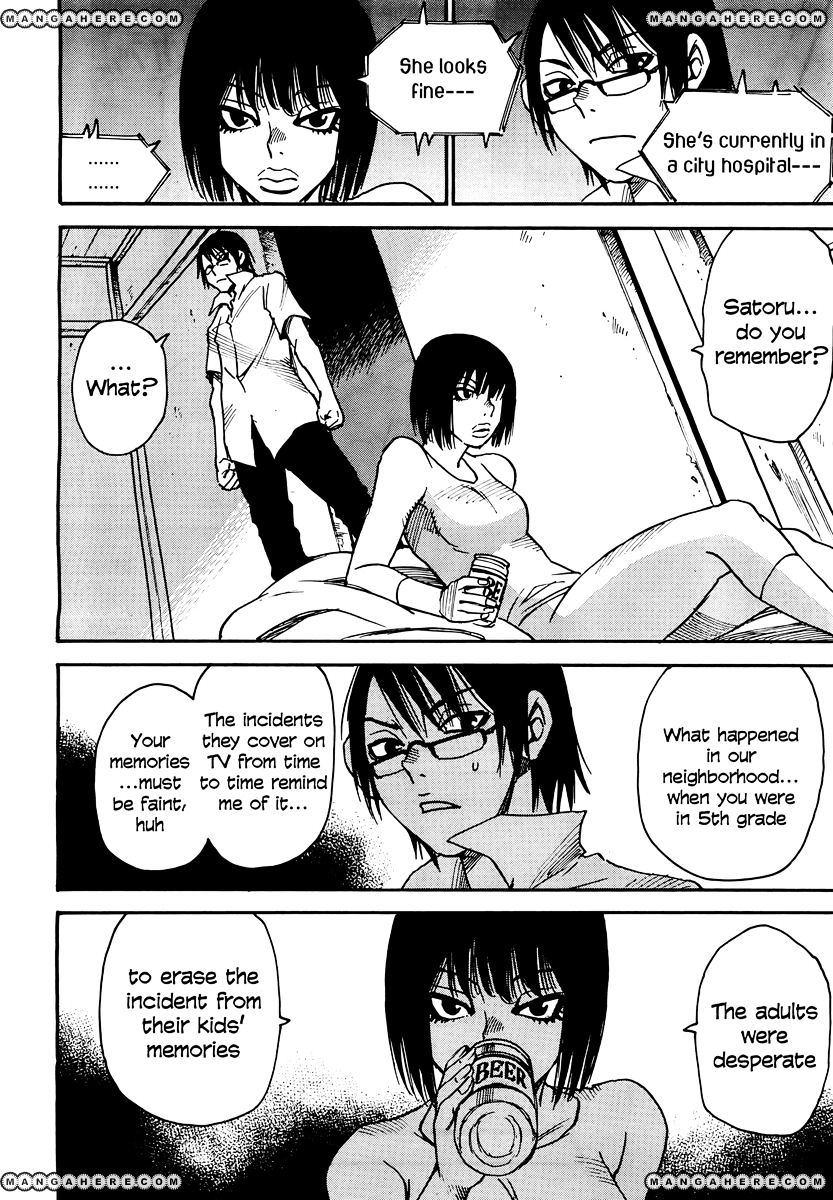 MANGAHERE.COM
MANGAHERE.COM
She's currently in
a city hospital---
She looks
fine---
......
......
Satoru...
do you
remember?
...
What?
What happened
in our
neighborhood...
when you were
in 5th grade
The incidents
they cover on
TV from time
to time remind
me of it...
Your
memories
...must
be faint,
huh
The adults
were
desperate
to erase the
incident from
their kids'
memories
BEER
MANGAHERE.COM
MANGAHERE.COM